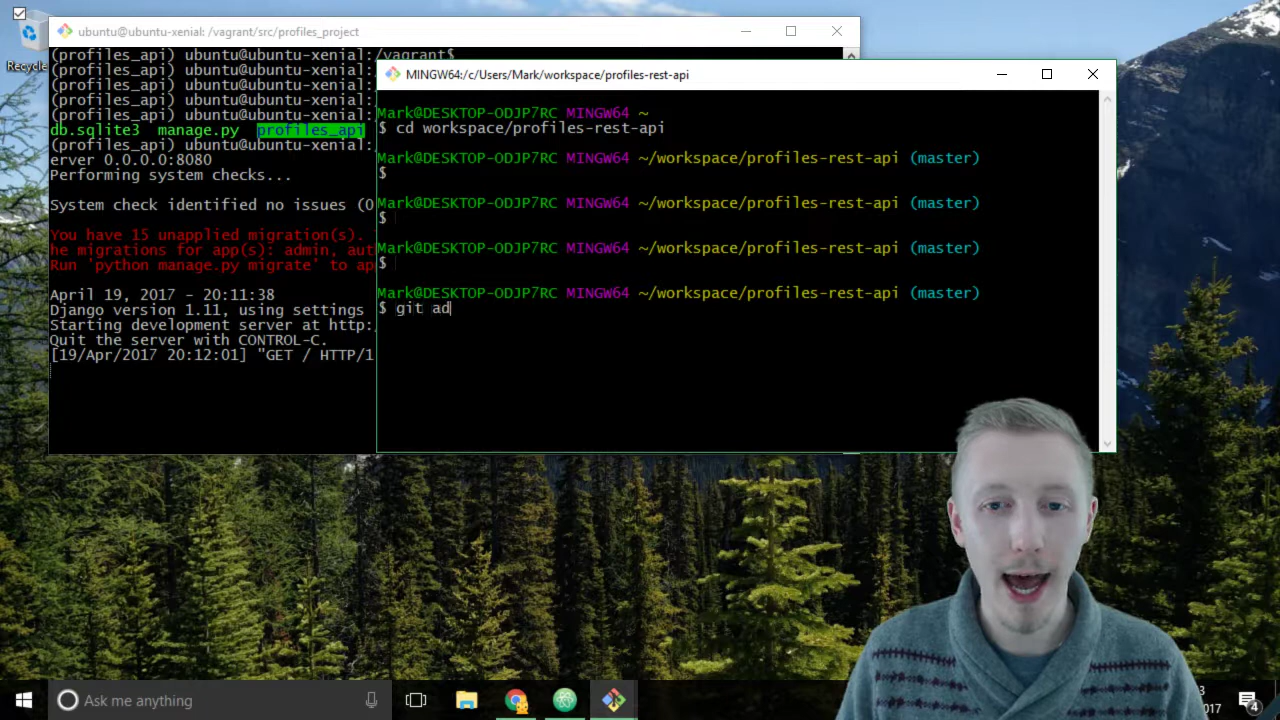 Recycle
ubuntu@ubuntu-xenial: /vagrant/src/profiles_project
(profiles_api) ubuntu@ubuntu-xenial:/vagrant$
(profiles_api) ubuntu@ubuntu-xenial:
(profiles_api) ubuntu@ubuntu-xenial:
(profiles_api) ubuntu@ubuntu-xenial:
(profiles_api) ubuntu@ubuntu-xenial:
db.sqlite3 manage.py profiles_api
(profiles_api) ubuntu@ubuntu-xenial:
erver 0.0.0.0:8080
Performing system checks...
System check identified no issues (0
You have 15 unapplied migration(s).
he migrations for app(s): admin, aut
Run 'python manage.py migrate' to ap
April 19, 2017 - 20:11:38
Django version 1.11, using settings
Starting development server at http:
Quit the server with CONTROL-C.
[19/Apr/2017 20:12:01] "GET / HTTP/1
MINGW64:/c/Users/Mark/workspace/profiles-rest-api
Mark@DESKTOP-ODJP7RC MINGW64 ~
$ cd workspace/profiles-rest-api
Mark@DESKTOP-ODJP7RC MINGW64 ~/workspace/profiles-rest-api (master)
$
Mark@DESKTOP-ODJP7RC MINGW64 ~/workspace/profiles-rest-api (master)
$
Mark@DESKTOP-ODJP7RC MINGW64 ~/workspace/profiles-rest-api (master)
$
Mark@DESKTOP-ODJP7RC MINGW64 ~/workspace/profiles-rest-api (master)
$ git ad
Ask me anything
3
017
4